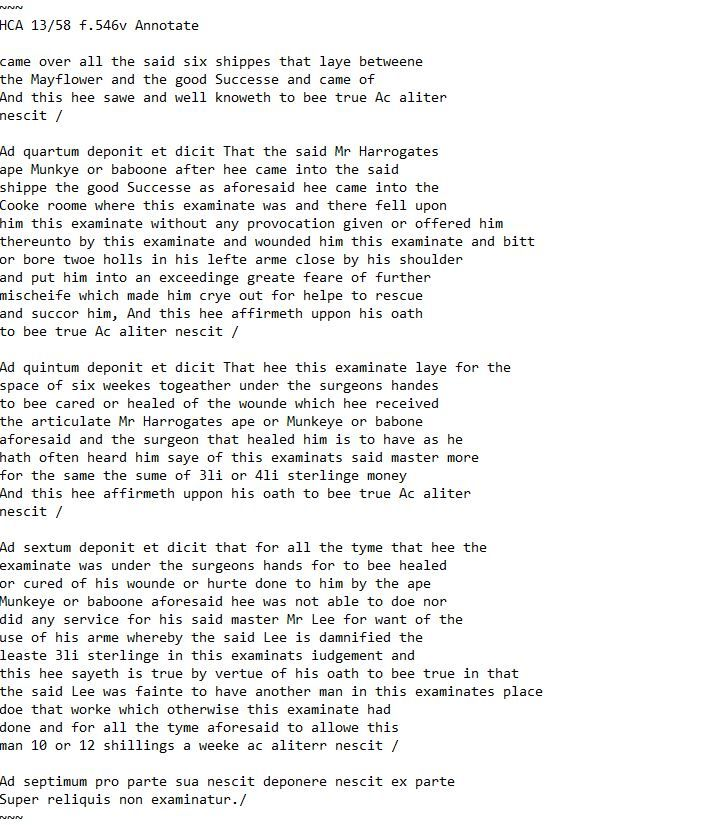 ~~~
HCA 13/58 f.546v Annotate

came over all the said six shippes that laye betweene
the Mayflower and the good Successe and came of
And this hee sawe and well knoweth to bee true Ac aliter
nescit /

Ad quartum deponit et dicit That the said Mr Harrogates
ape Munkye or baboone after hee came into the said
shippe the good Successe as aforesaid hee came into the
Cooke roome where this examinate was and there fell upon
him this examinate without any provocation given or offered him
thereunto by this examinate and wounded him this examinate and bitt
or bore twoe holls in his lefte arme close by his shoulder
and put him into an exceedinge greate feare of further
mischeife which made him crye out for helpe to rescue
and succor him, And this hee affirmeth uppon his oath
to bee true Ac aliter nescit /

Ad quintum deponit et dicit That hee this examinate laye for the
space of six weekes togeather under the surgeons handes
to bee cared or healed of the wounde which hee received
the articulate Mr Harrogates ape or Munkeye or babone
aforesaid and the surgeon that healed him is to have as he
hath often heard him saye of this examinats said master more
for the same the sume of 3li or 4li sterlinge money
And this hee affirmeth uppon his oath to bee true Ac aliter
nescit /

Ad sextum deponit et dicit that for all the tyme that hee the
examinate was under the surgeons hands for to bee healed
or cured of his wounde or hurte done to him by the ape
Munkeye or baboone aforesaid hee was not able to doe nor
did any service for his said master Mr Lee for want of the
use of his arme whereby the said Lee is damnified the
leaste 3li sterlinge in this examinats iudgement and
this hee sayeth is true by vertue of his oath to bee true in that
the said Lee was fainte to have another man in this examinates place
doe that worke which otherwise this examinate had
done and for all the tyme aforesaid to allowe this
man 10 or 12 shillings a weeke ac aliterr nescit /

Ad septimum pro parte sua nescit deponere nescit ex parte
Super reliquis non examinatur./
~~~